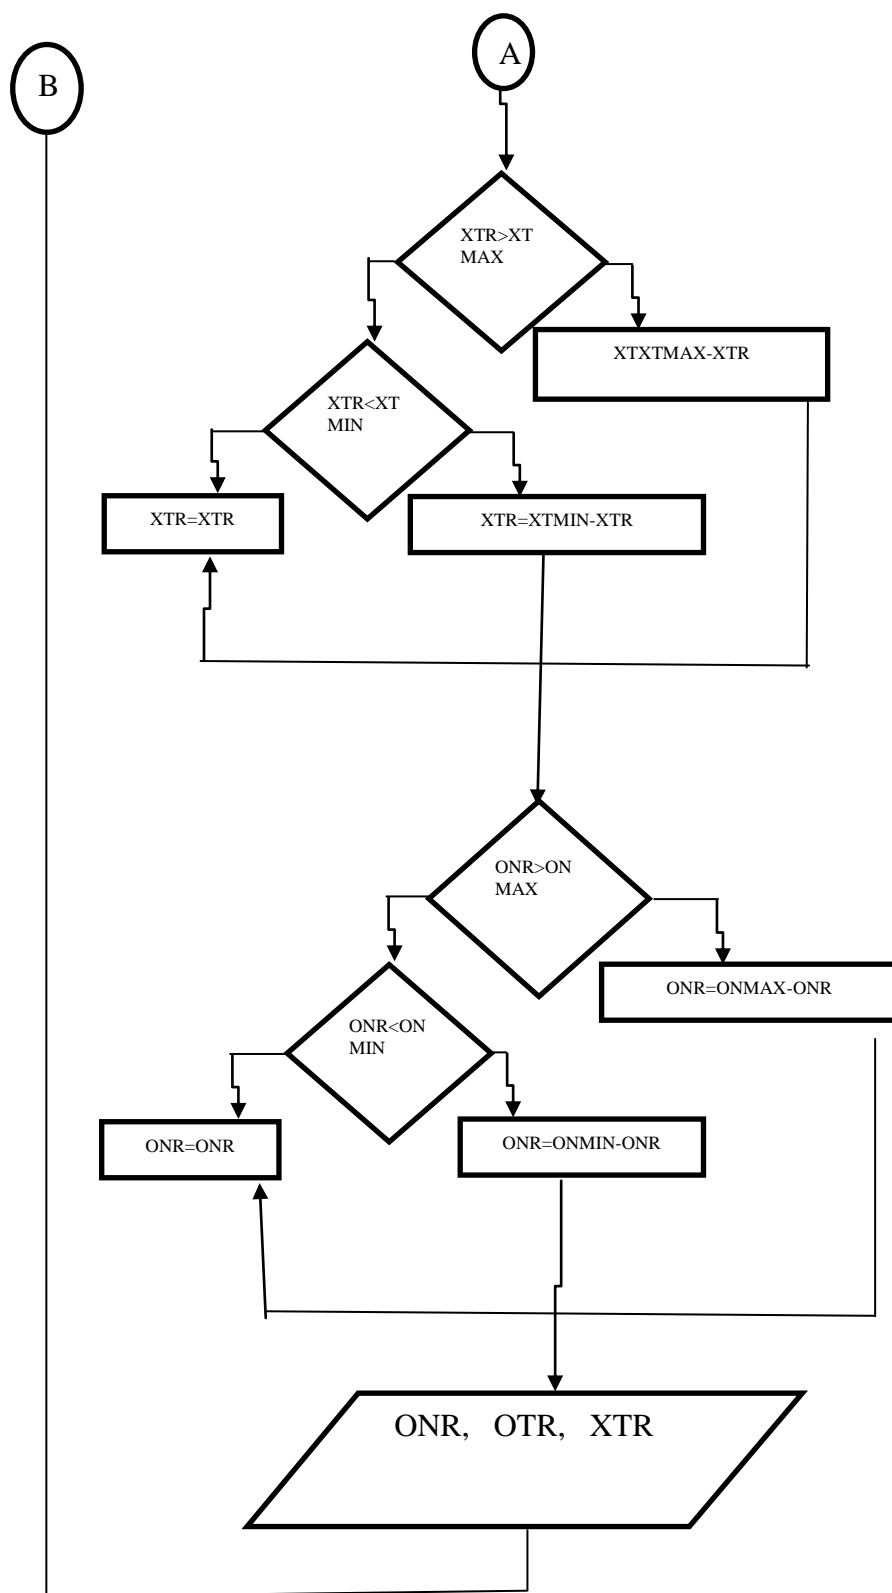 A
B
XTR>XT
MAX
XTXTMAX-XTR
XTR<XT
MIN
XTR=XTR
XTR=XTMIN-XTR
ONR>ON
MAX
ONR=ONMAX-ONR
ONR<ON
MIN
ONR=ONR
ONR=ONMIN-ONR
ONR, OTR, XTR